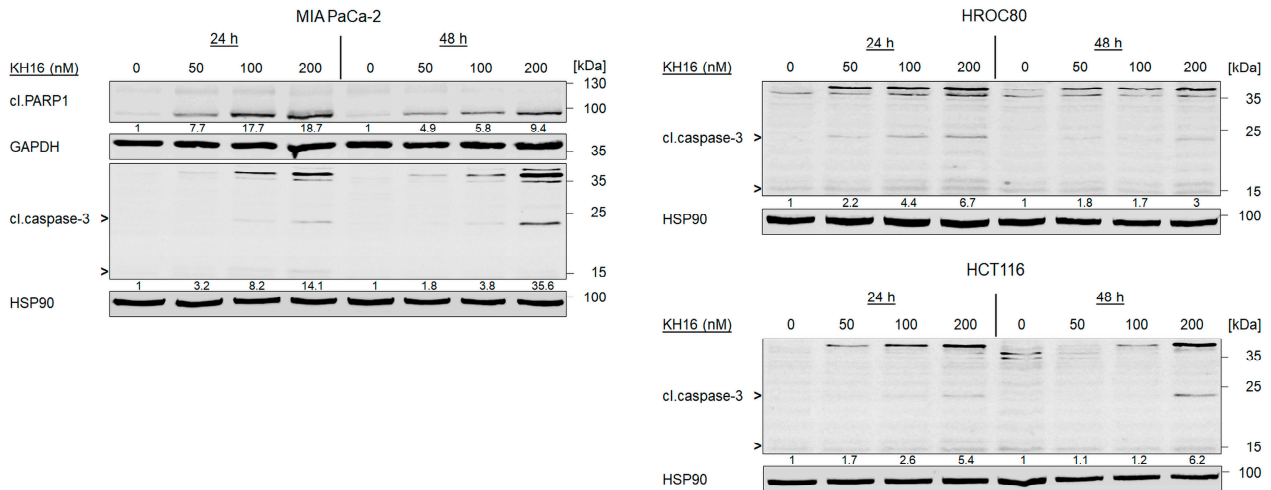 MIA PaCa-2
24 h 48 h
KH16 (nM) 0 50 100 200 0 50 100 200 [kDa]
130
cl.PARP1 100
1 7.7 17.7 18.7 1 4.9 5.8 9.4
GAPDH 35
35
cl.caspase-3 > 25
> 15
1 3.2 8.2 14.1 1 1.8 3.8 35.6
HSP90 100
HROC80
24 h 48 h
KH16 (nM) 0 50 100 200 0 50 100 200 [kDa]
35
cl.caspase-3 > 25
> 15
1 2.2 4.4 6.7 1 1.8 1.7 3
HSP90 100
HCT116
24 h 48 h
KH16 (nM) 0 50 100 200 0 50 100 200 [kDa]
35
cl.caspase-3 > 25
> 15
1 1.7 2.6 5.4 1 1.1 1.2 6.2
HSP90 100